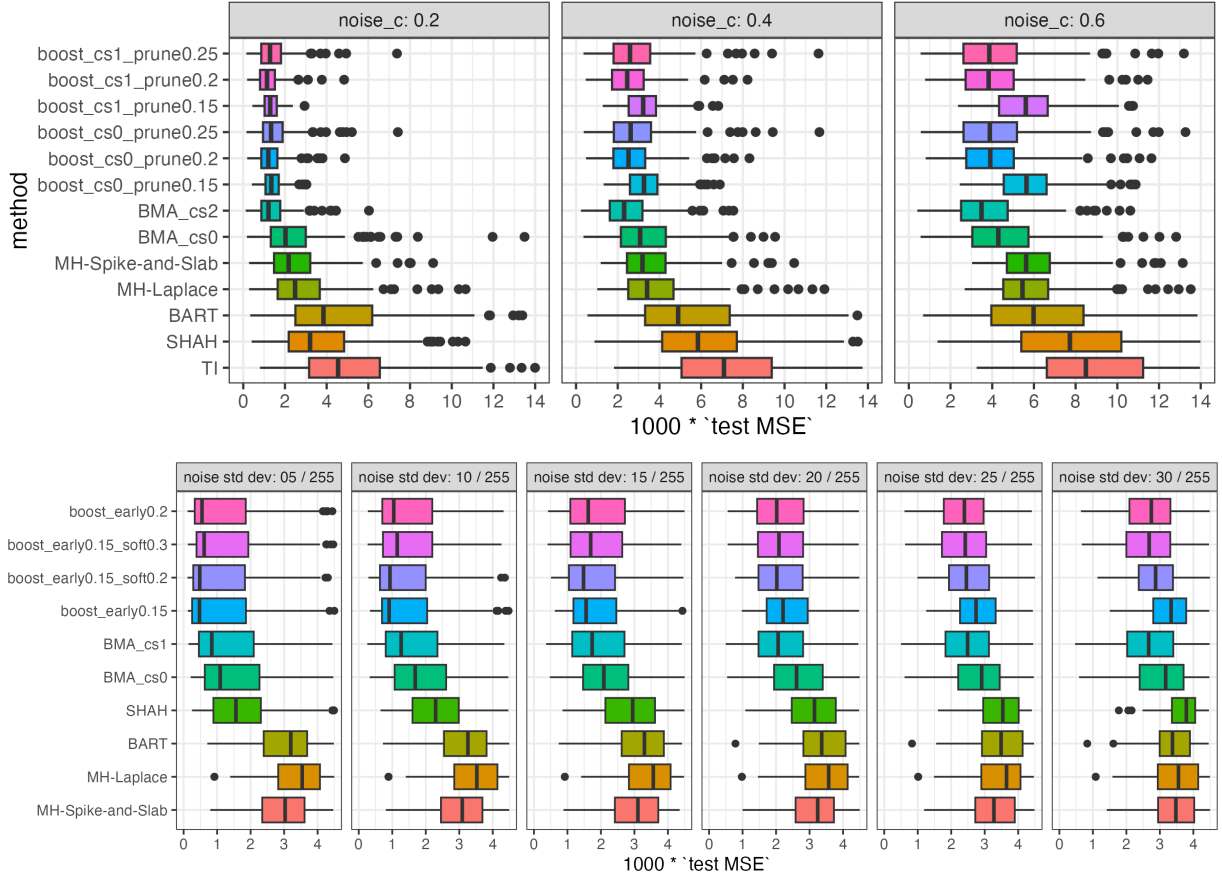 noise_c: 0.2 noise_c: 0.4 noise_c: 0.6
method
boost_cs1_prune0.25
boost_cs1_prune0.2
boost_cs1_prune0.15
boost_cs0_prune0.25
boost_cs0_prune0.2
boost_cs0_prune0.15
BMA_cs2
BMA_cs0
MH-Spike-and-Slab
MH-Laplace
BART
SHAH
TI
0 2 4 6 8 10 12 14 0 2 4 6 8 10 12 14 0 2 4 6 8 10 12 14
1000 * `test MSE`
noise std dev: 05 / 255 noise std dev: 10 / 255 noise std dev: 15 / 255 noise std dev: 20 / 255 noise std dev: 25 / 255 noise std dev: 30 / 255
boost_early0.2
boost_early0.15_soft0.3
boost_early0.15_soft0.2
boost_early0.15
BMA_cs1
BMA_cs0
SHAH
BART
MH-Laplace
MH-Spike-and-Slab
0 1 2 3 4 0 1 2 3 4 0 1 2 3 4 0 1 2 3 4 0 1 2 3 4 0 1 2 3 4
1000 * `test MSE`